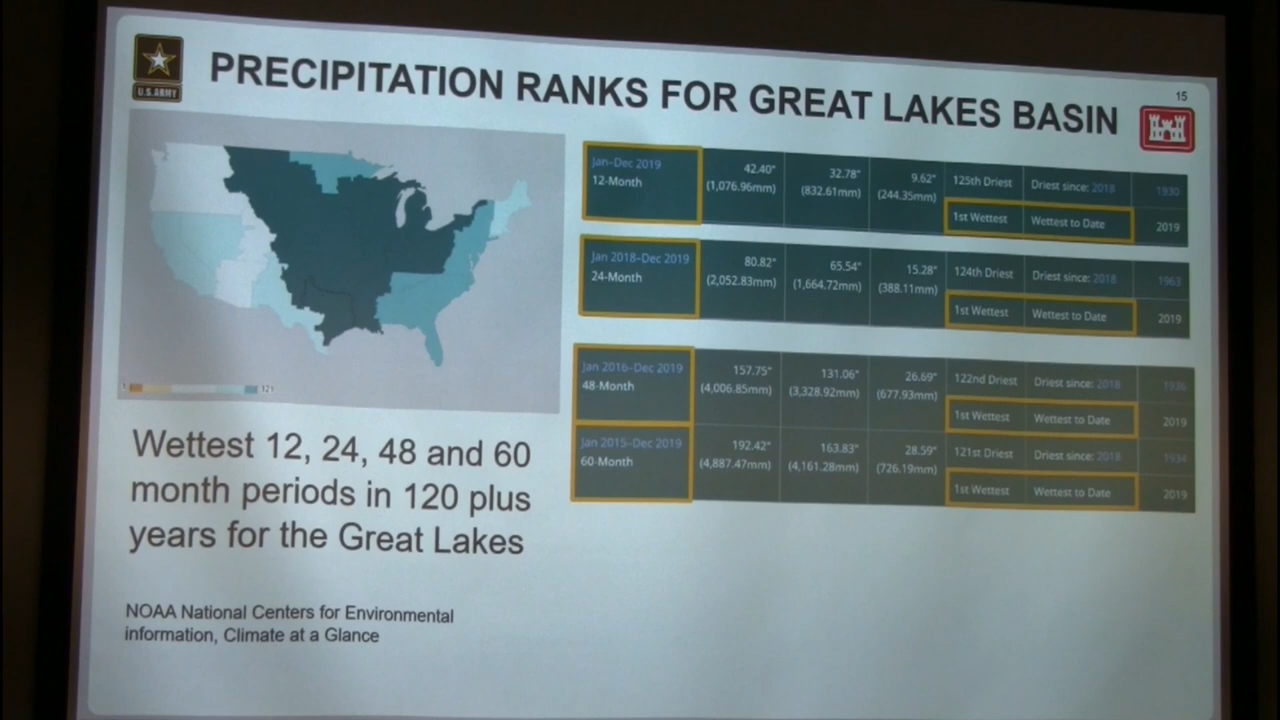 U.S. ARMY
PRECIPITATION RANKS FOR GREAT LAKES BASIN
15
Jan–Dec 2019
12-Month
42.40"
(1,076.96mm)
32.78"
(832.61mm)
9.62"
(244.35mm)
125th Driest
Driest since: 2018
1930
1st Wettest
Wettest to Date
2019
Jan 2018–Dec 2019
24-Month
80.82"
(2,052.83mm)
65.54"
(1,664.72mm)
15.28"
(388.11mm)
124th Driest
Driest since: 2018
1963
1st Wettest
Wettest to Date
2019
Jan 2016–Dec 2019
48-Month
157.75"
(4,006.85mm)
131.06"
(3,328.92mm)
26.69"
(677.93mm)
122nd Driest
Driest since: 2018
1st Wettest
Wettest to Date
2019
Jan 2015–Dec 2019
60-Month
192.42"
(4,887.47mm)
163.83"
(4,161.28mm)
28.59"
(726.19mm)
121st Driest
Driest since: 2018
1934
1st Wettest
Wettest to Date
2019
Wettest 12, 24, 48 and 60
month periods in 120 plus
years for the Great Lakes
NOAA National Centers for Environmental
information, Climate at a Glance